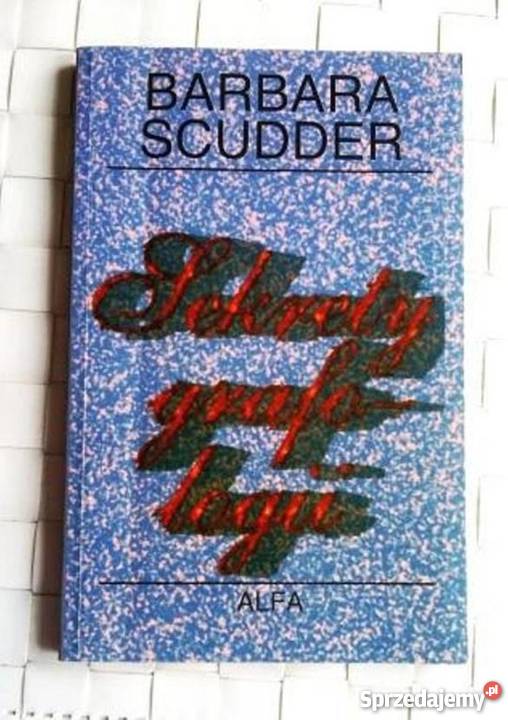 BARBARA
SCUDDER
Sekrety
grafo-
logii
ALFA
Sprzedajemy.pl